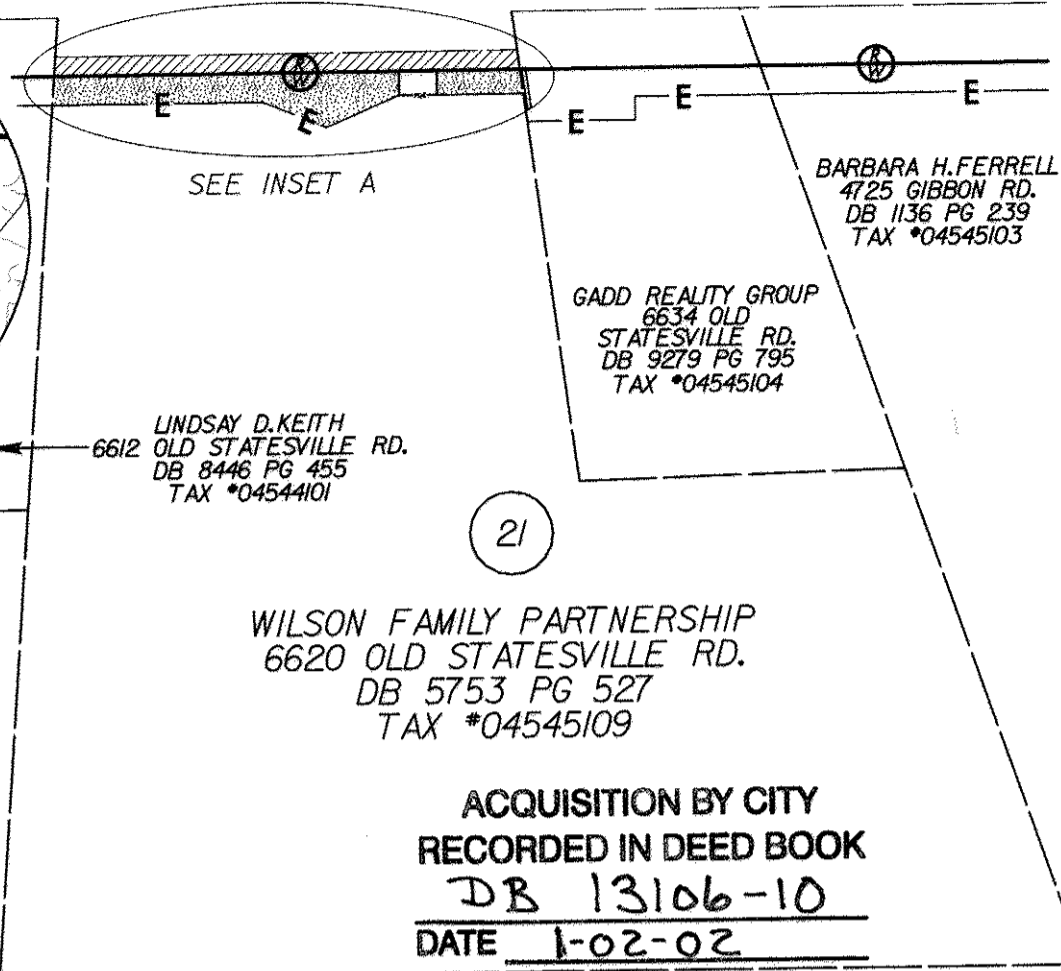 R/W
R/W
E
E
E
E
E
SEE INSET A
BARBARA H. FERRELL
4725 GIBBON RD.
DB 1136 PG 239
TAX #04545103
GADD REALITY GROUP
6634 OLD
STATESVILLE RD.
DB 9279 PG 795
TAX #04545104
LINDSAY D. KEITH
6612 OLD STATESVILLE RD.
DB 8446 PG 455
TAX #04544101
21
WILSON FAMILY PARTNERSHIP
6620 OLD STATESVILLE RD.
DB 5753 PG 527
TAX #04545109
ACQUISITION BY CITY
RECORDED IN DEED BOOK
DB 13106-10
DATE 1-02-02